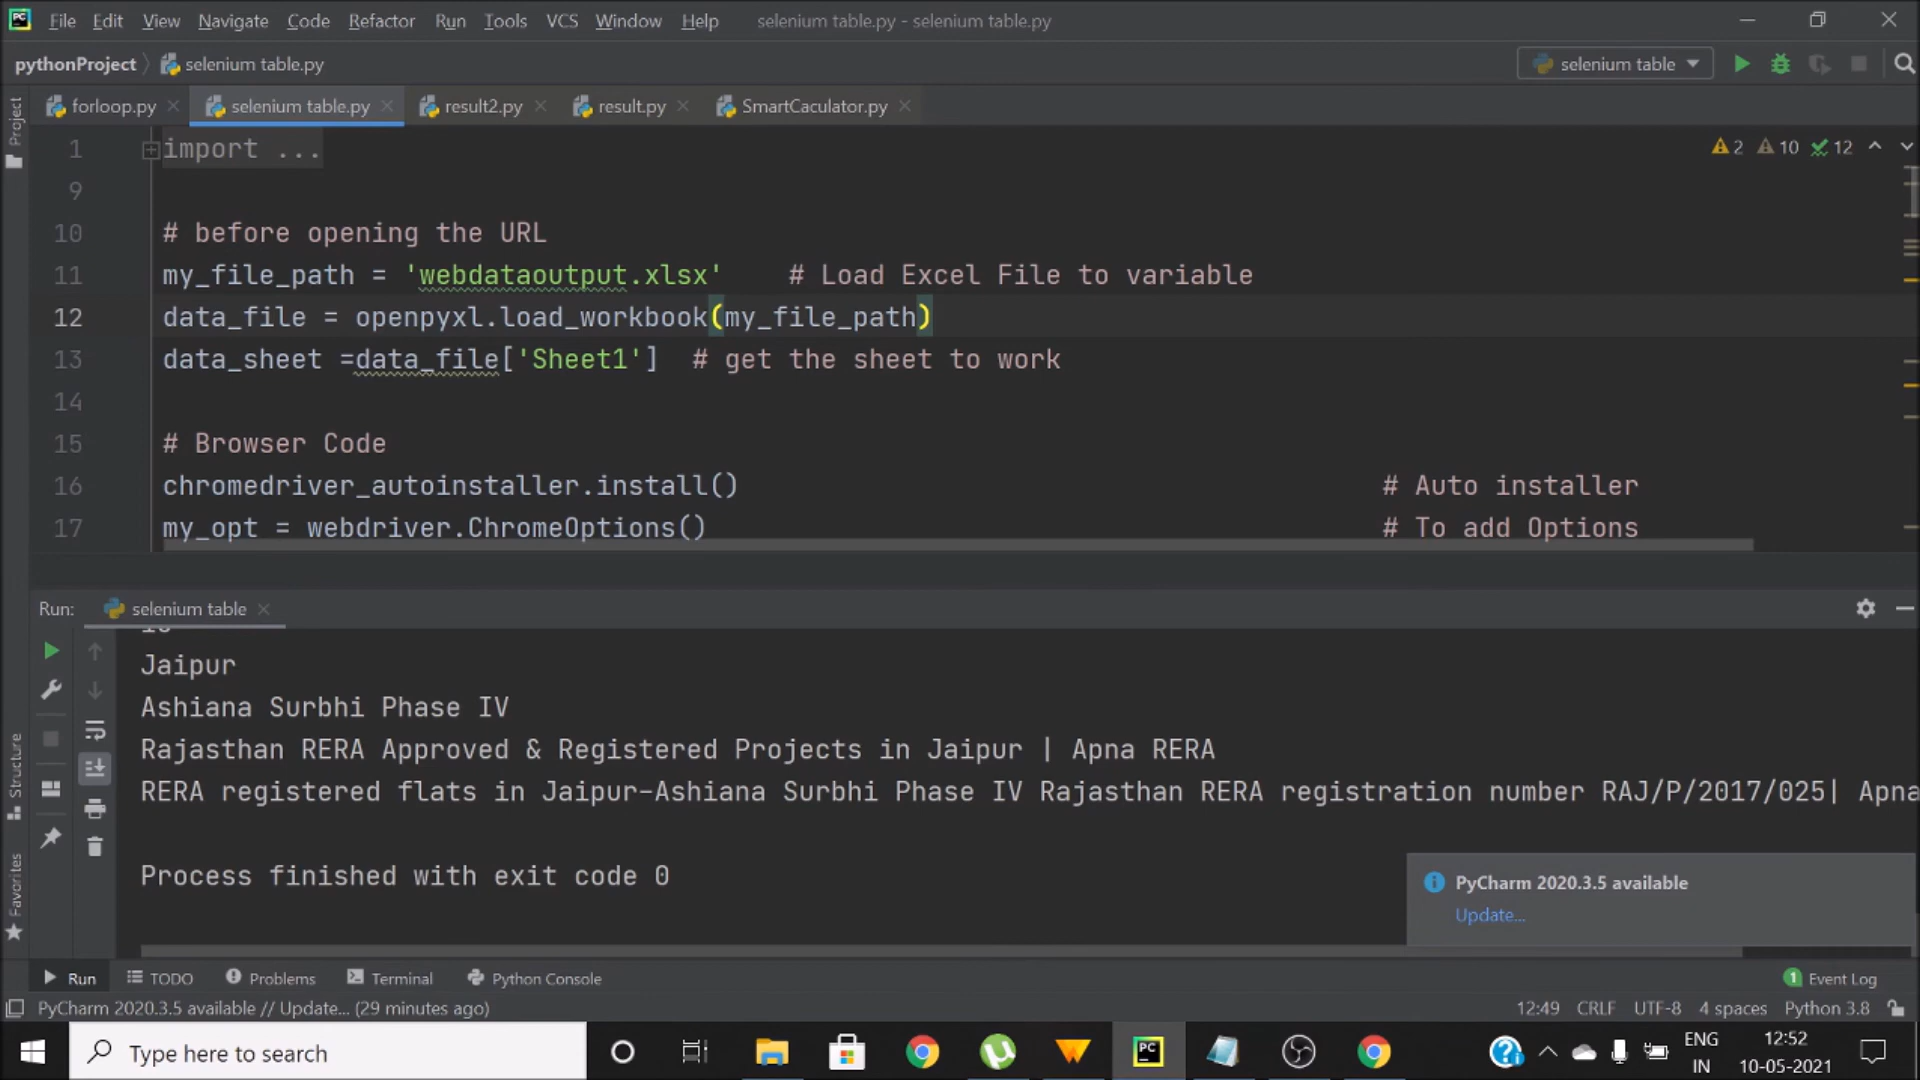 File Edit View Navigate Code Refactor Run Tools VCS Window Help selenium table.py - selenium table.py
pythonProject selenium table.py selenium table
forloop.py selenium table.py result2.py result.py SmartCaculator.py
Project
1 import ... 2 10 12
9
10 # before opening the URL
11 my_file_path = 'webdataoutput.xlsx' # Load Excel File to variable
12 data_file = openpyxl.load_workbook(my_file_path)
13 data_sheet =data_file['Sheet1'] # get the sheet to work
14
15 # Browser Code
16 chromedriver_autoinstaller.install() # Auto installer
17 my_opt = webdriver.ChromeOptions() # To add Options
Run: selenium table
Jaipur
Ashiana Surbhi Phase IV
Rajasthan RERA Approved & Registered Projects in Jaipur | Apna RERA
RERA registered flats in Jaipur-Ashiana Surbhi Phase IV Rajasthan RERA registration number RAJ/P/2017/025| Apna
Structure
Process finished with exit code 0
Favorites
PyCharm 2020.3.5 available
Update...
Run TODO Problems Terminal Python Console 1 Event Log
PyCharm 2020.3.5 available // Update... (29 minutes ago) 12:49 CRLF UTF-8 4 spaces Python 3.8
Type here to search
PC
ENG
IN
12:52
10-05-2021